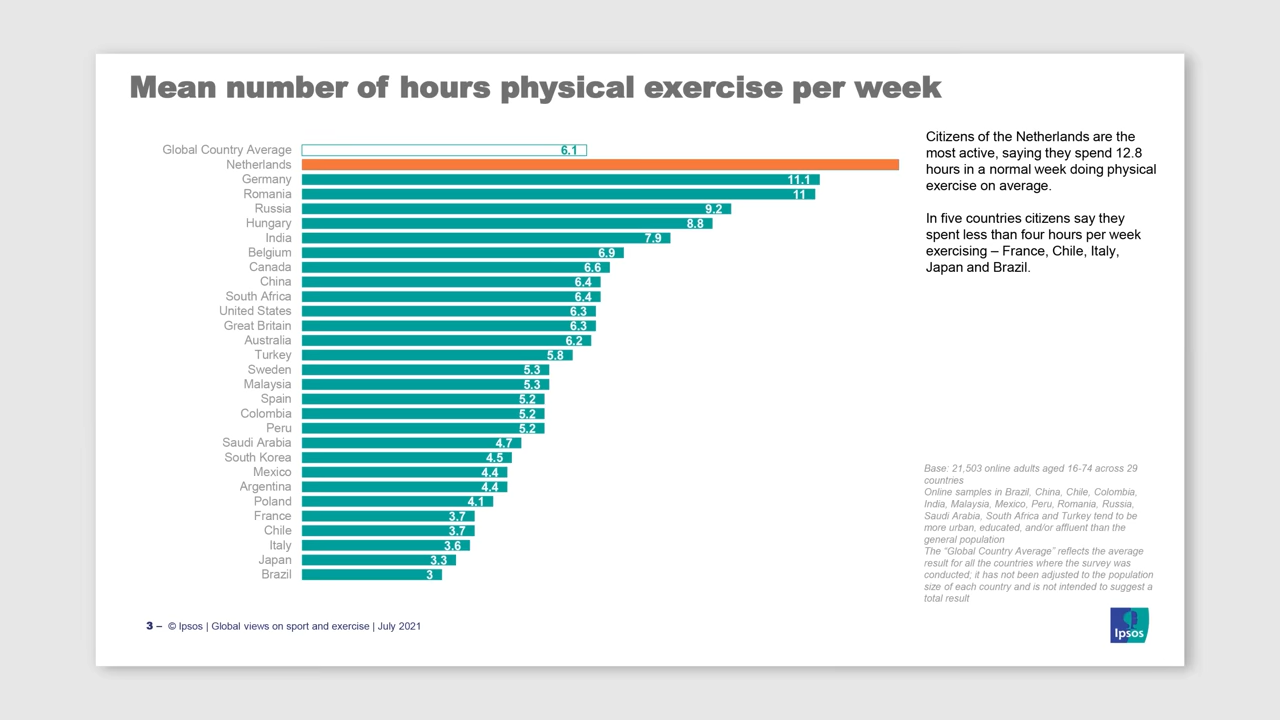 Mean number of hours physical exercise per week
Global Country Average 6.1
Netherlands
Germany 11.1
Romania 11
Russia 9.2
Hungary 8.8
India 7.9
Belgium 6.9
Canada 6.6
China 6.4
South Africa 6.4
United States 6.3
Great Britain 6.3
Australia 6.2
Turkey 5.8
Sweden 5.3
Malaysia 5.3
Spain 5.2
Colombia 5.2
Peru 5.2
Saudi Arabia 4.7
South Korea 4.5
Mexico 4.4
Argentina 4.4
Poland 4.1
France 3.7
Chile 3.7
Italy 3.6
Japan 3.3
Brazil 3
Citizens of the Netherlands are the
most active, saying they spend 12.8
hours in a normal week doing physical
exercise on average.
In five countries citizens say they
spent less than four hours per week
exercising – France, Chile, Italy,
Japan and Brazil.
Base: 21,503 online adults aged 16-74 across 29
countries
Online samples in Brazil, China, Chile, Colombia,
India, Malaysia, Mexico, Peru, Romania, Russia,
Saudi Arabia, South Africa and Turkey tend to be
more urban, educated, and/or affluent than the
general population
The “Global Country Average” reflects the average
result for all the countries where the survey was
conducted; it has not been adjusted to the population
size of each country and is not intended to suggest a
total result
3 – © Ipsos | Global views on sport and exercise | July 2021
Ipsos